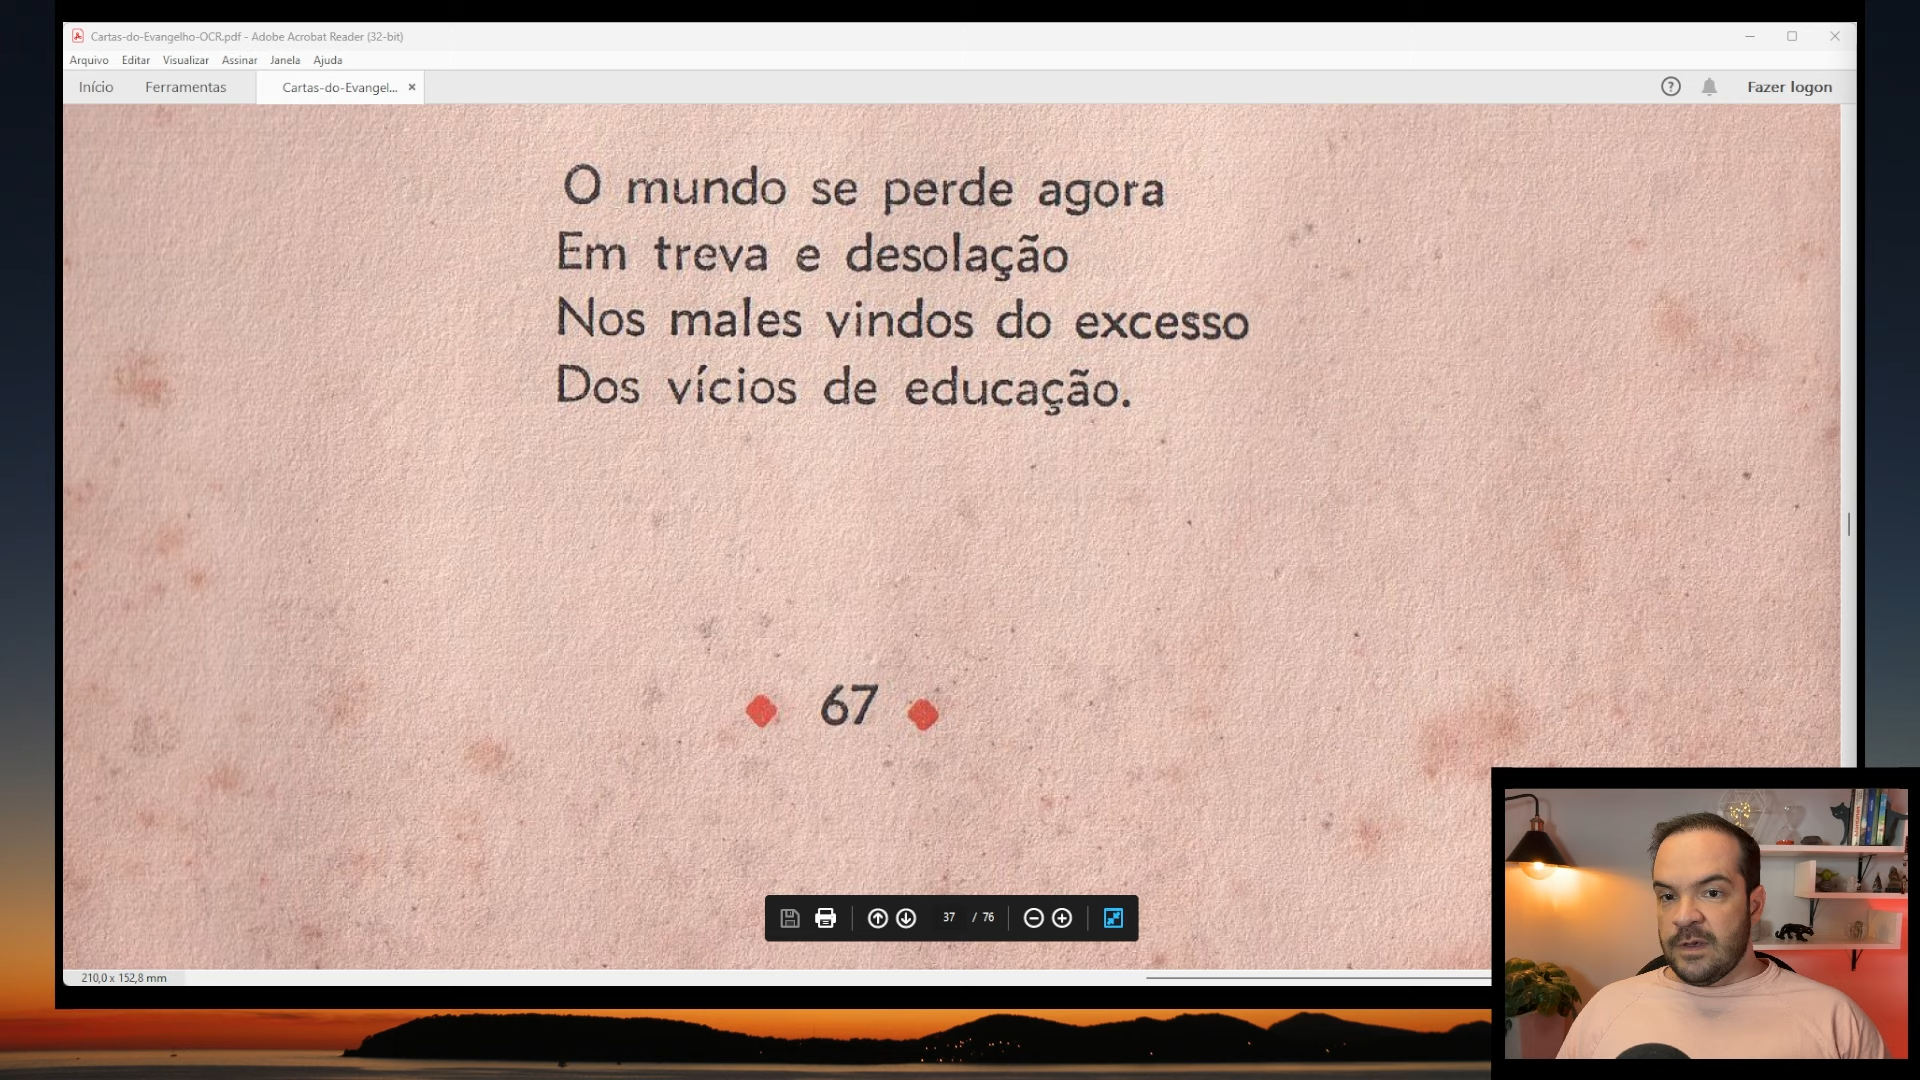 Cartas-do-Evangelho-OCR.pdf - Adobe Acrobat Reader (32-bit)
Arquivo Editar Visualizar Assinar Janela Ajuda
Início Ferramentas Cartas-do-Evangel... × Fazer logon
O mundo se perde agora
Em treva e desolação
Nos males vindos do excesso
Dos vícios de educação.
67
37 / 76
210,0 x 152,8 mm